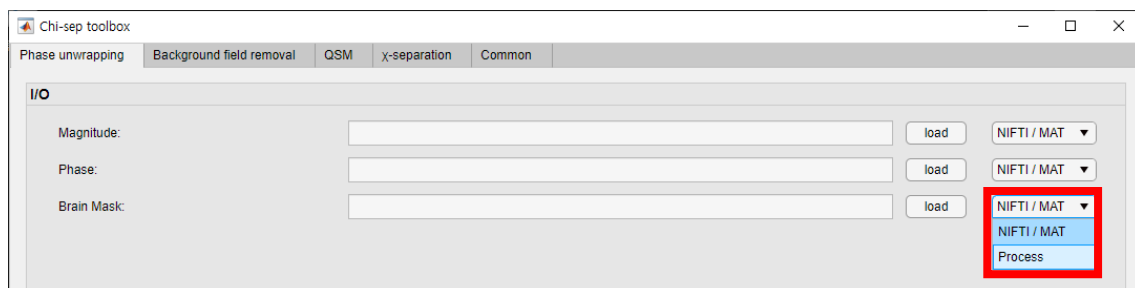 Chi-sep toolbox
Phase unwrapping Background field removal QSM χ-separation Common
I/O
Magnitude: load NIFTI / MAT
Phase: load NIFTI / MAT
Brain Mask: load NIFTI / MAT
NIFTI / MAT
Process